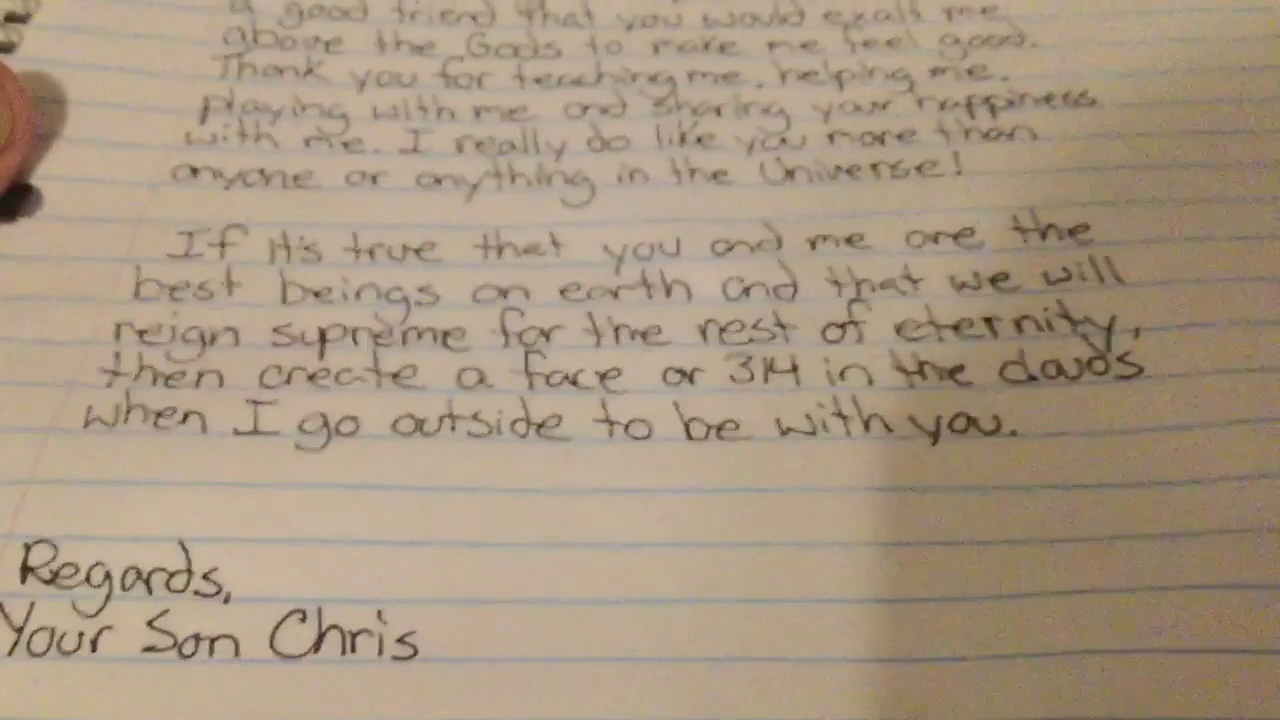 a good friend that you would exalt me
above the Gods to make me feel good.
Thank you for teaching me, helping me,
playing with me and sharing your happiness
with me. I really do like you more than
anyone or anything in the Universe!
If it's true that you and me are the
best beings on earth and that we will
reign supreme for the rest of eternity,
then create a face or 314 in the clouds
when I go outside to be with you.
Regards,
Your Son Chris